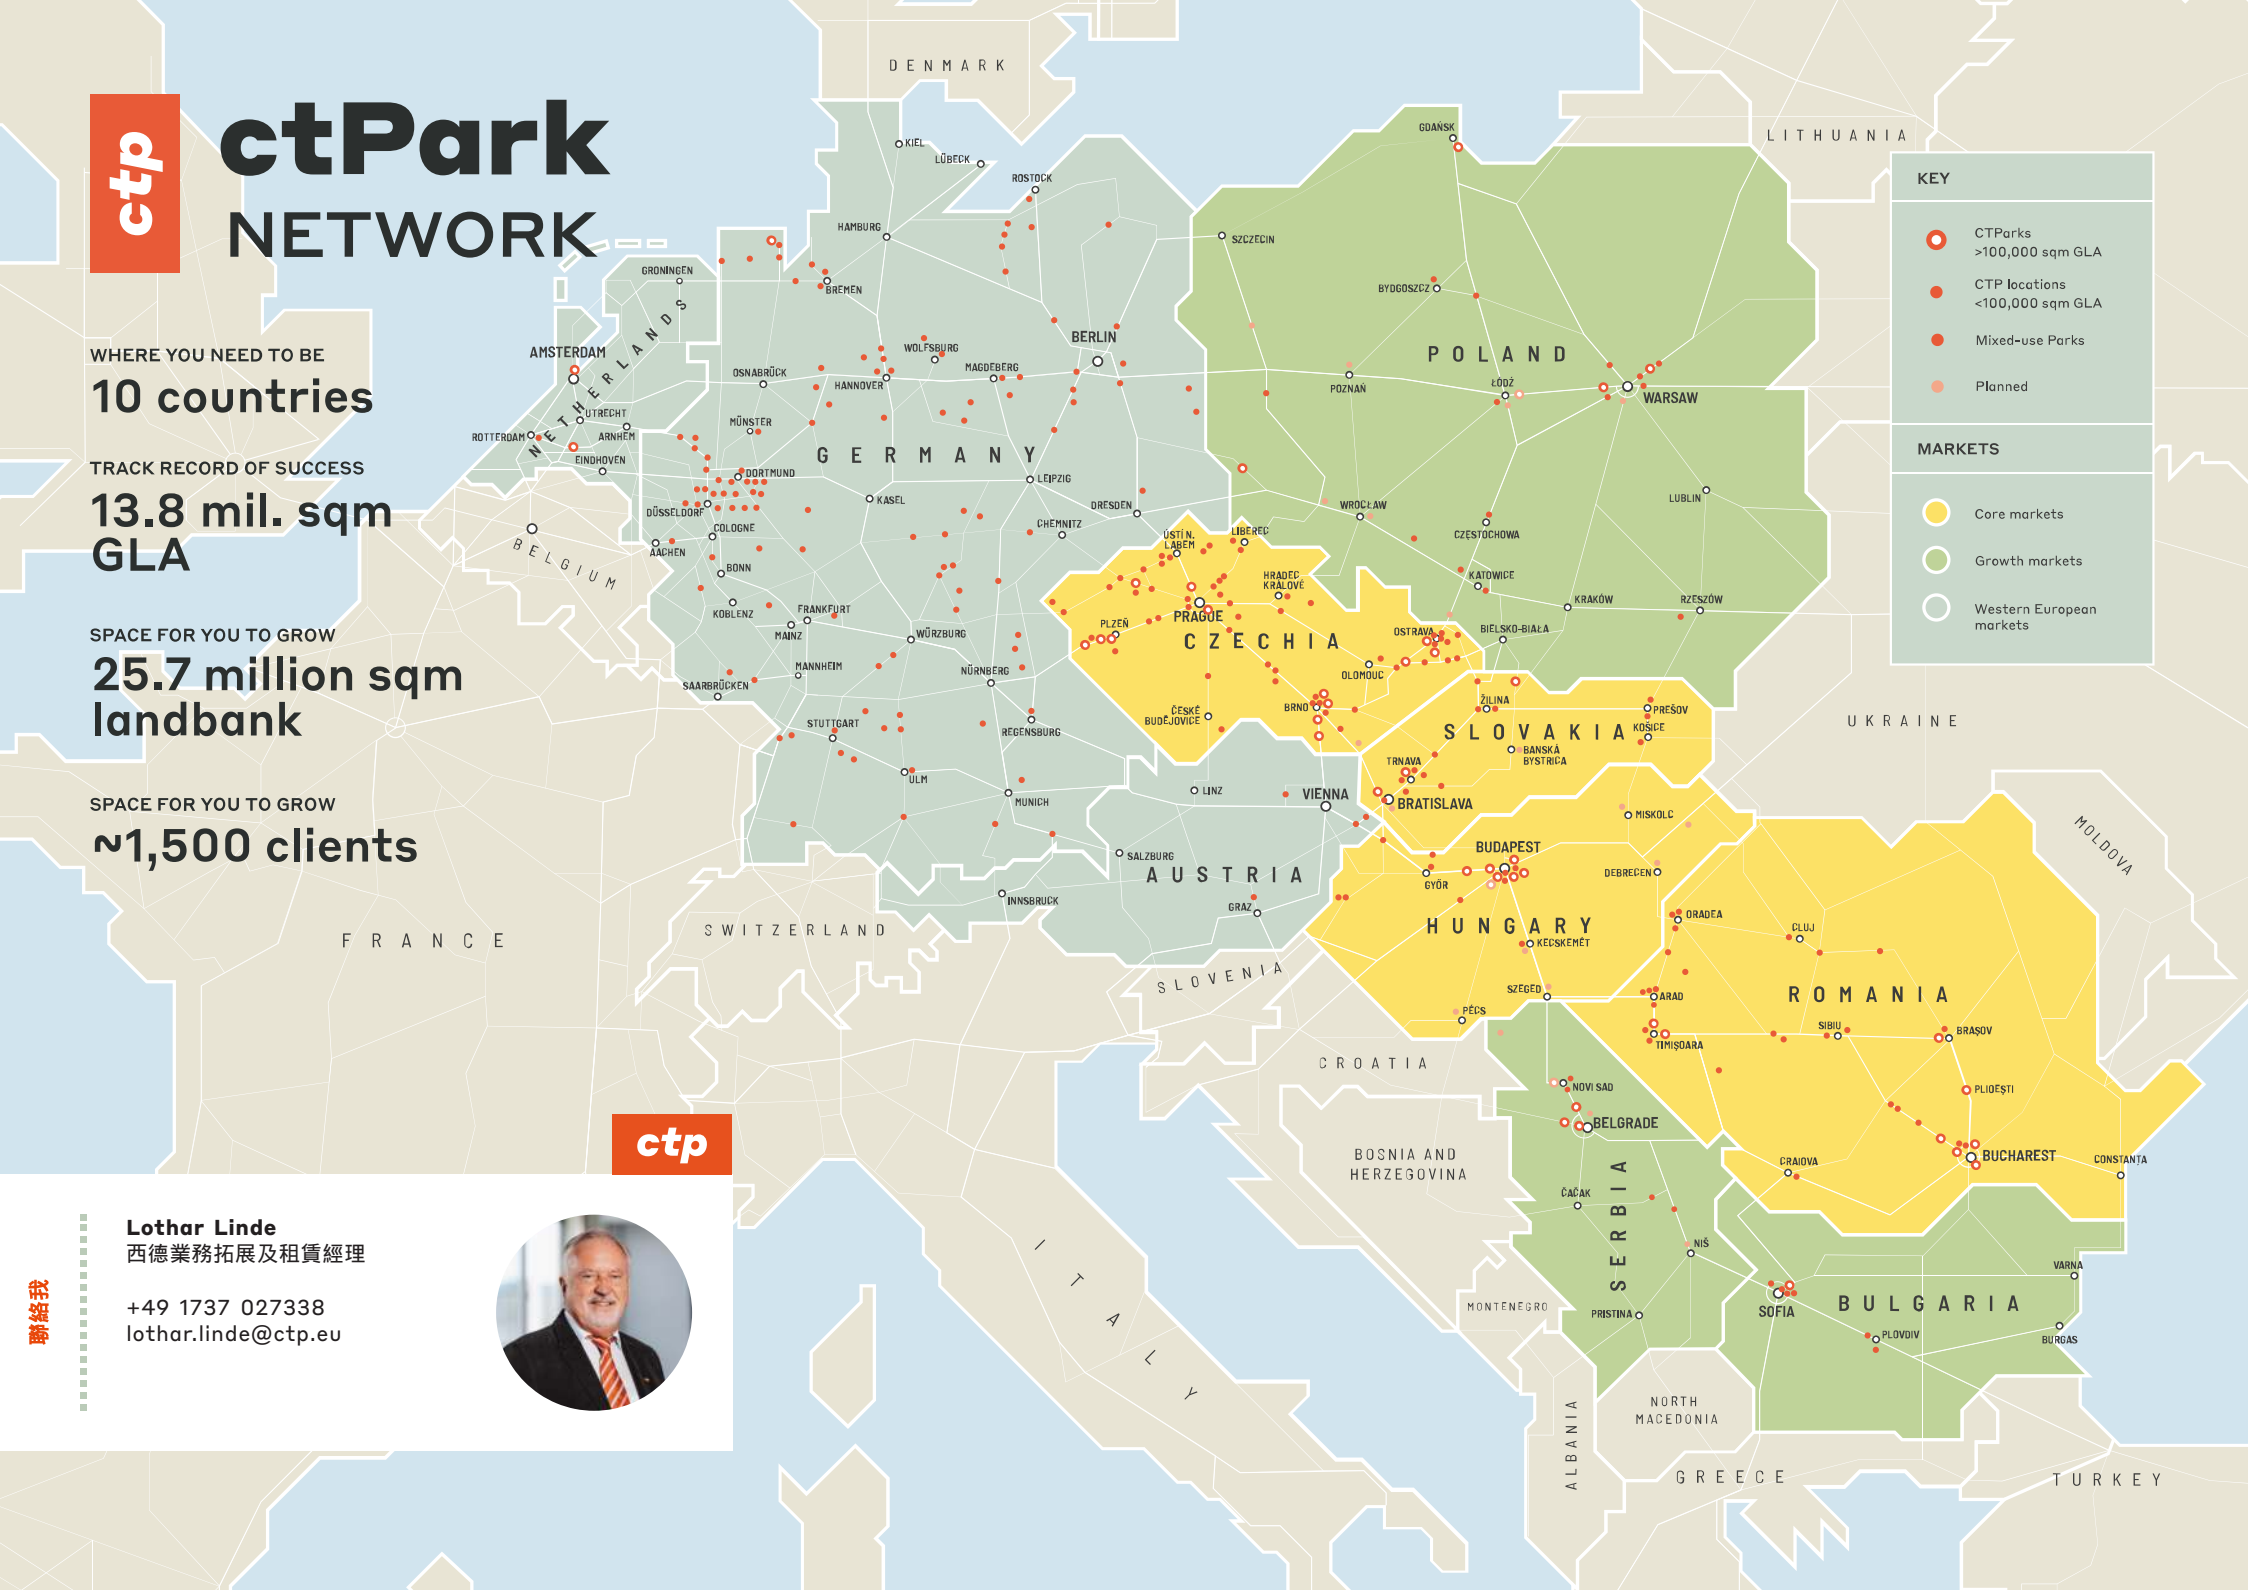 ctp
ctPark
NETWORK
WHERE YOU NEED TO BE
10 countries
TRACK RECORD OF SUCCESS
13.8 mil. sqm
GLA
SPACE FOR YOU TO GROW
25.7 million sqm
landbank
SPACE FOR YOU TO GROW
~1,500 clients
KEY
CTParks
>100,000 sqm GLA
CTP locations
<100,000 sqm GLA
Mixed-use Parks
Planned
MARKETS
Core markets
Growth markets
Western European
markets
DENMARK
LITHUANIA
KIEL
LÜBECK
ROSTOCK
HAMBURG
BREMEN
GRONINGEN
NETHERLANDS
AMSTERDAM
UTRECHT
ROTTERDAM
ARNHEM
EINDHOVEN
BELGIUM
OSNABRÜCK
HANNOVER
WOLFSBURG
MAGDEBERG
BERLIN
MÜNSTER
GERMANY
DORTMUND
DÜSSELDORF
COLOGNE
AACHEN
BONN
KOBLENZ
KASEL
LEIPZIG
DRESDEN
CHEMNITZ
FRANKFURT
MAINZ
WÜRZBURG
MANNHEIM
SAARBRÜCKEN
NÜRNBERG
STUTTGART
REGENSBURG
ULM
MUNICH
GDAŃSK
SZCZECIN
BYDGOSZCZ
POLAND
POZNAŃ
ŁÓDŹ
WARSAW
WROCŁAW
LUBLIN
CZĘSTOCHOWA
KATOWICE
KRAKÓW
RZESZÓW
BIELSKO-BIAŁA
ÚSTÍ N.
LABEM
LIBEREC
HRADEC
KRÁLOVÉ
PRAGUE
PLZEŇ
CZECHIA
OSTRAVA
OLOMOUC
BRNO
ČESKÉ
BUDĚJOVICE
ŽILINA
PREŠOV
KOŠICE
SLOVAKIA
BANSKÁ
BYSTRICA
TRNAVA
BRATISLAVA
UKRAINE
MOLDOVA
LINZ
VIENNA
SALZBURG
AUSTRIA
INNSBRUCK
GRAZ
MISKOLC
BUDAPEST
GYŐR
DEBRECEN
HUNGARY
KECSKEMÉT
SZEGED
PÉCS
FRANCE
SWITZERLAND
SLOVENIA
CROATIA
ORADEA
CLUJ
ARAD
ROMANIA
TIMIȘOARA
SIBIU
BRAȘOV
PLIOEȘTI
BUCHAREST
CRAIOVA
CONSTANȚA
NOVI SAD
BELGRADE
BOSNIA AND
HERZEGOVINA
ČAČAK
SERBIA
NIŠ
MONTENEGRO
PRISTINA
SOFIA
BULGARIA
VARNA
BURGAS
PLOVDIV
ITALY
ALBANIA
NORTH
MACEDONIA
GREECE
TURKEY
ctp
聯絡我
Lothar Linde
西德業務拓展及租賃經理
+49 1737 027338
lothar.linde@ctp.eu